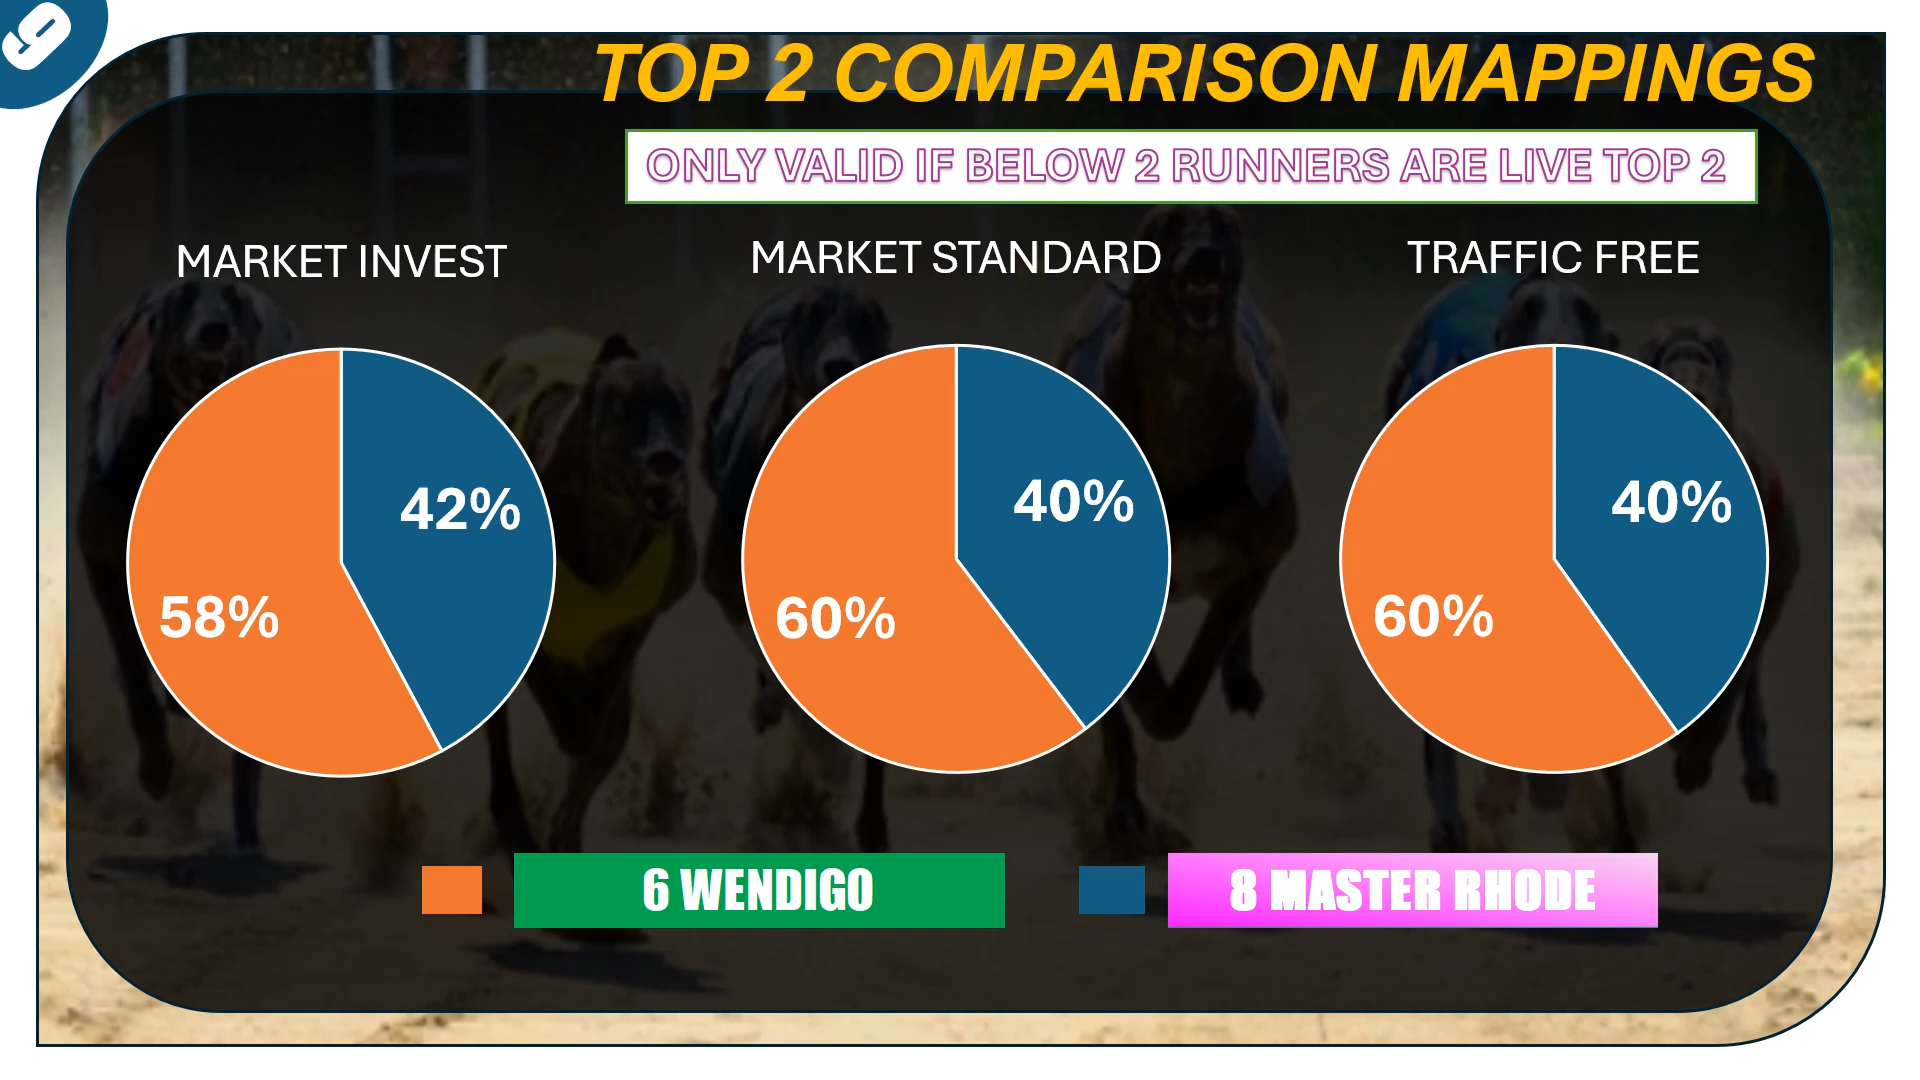 TOP 2 COMPARISON MAPPINGS
ONLY VALID IF BELOW 2 RUNNERS ARE LIVE TOP 2
MARKET INVEST
MARKET STANDARD
TRAFFIC FREE
42%
58%
40%
60%
40%
60%
6 WENDIGO
8 MASTER RHODE